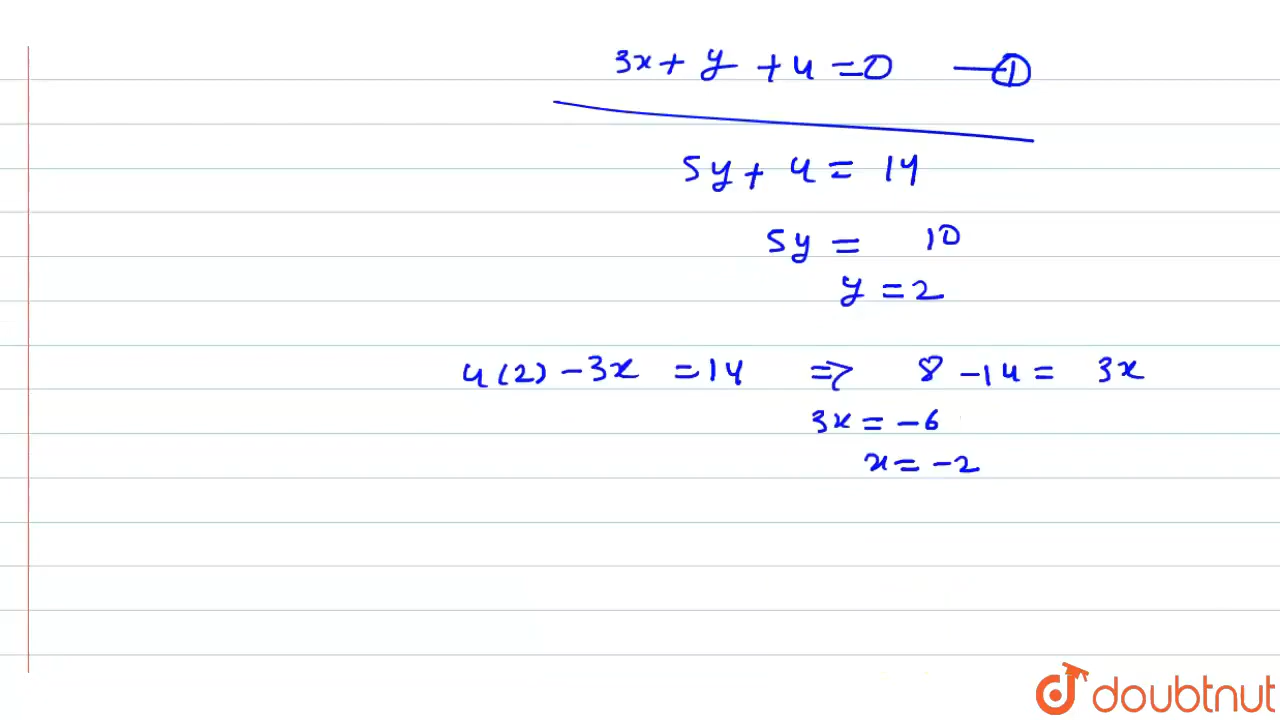 3x + y + 4 = 0 — ①
5y + 4 = 14
5y = 10
y = 2
4(2) - 3x = 14 ⇒ 8 - 14 = 3x
3x = -6
x = -2
doubtnut